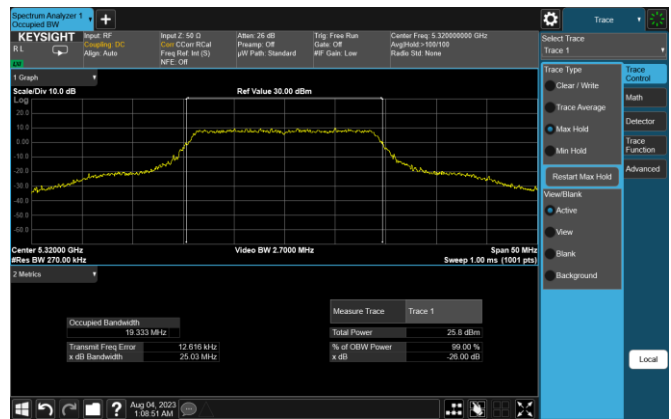 Spectrum Analyzer 1
Occupied BW
Trace
KEYSIGHT
R L
LW
Input: RF
Coupling: DC
Align: Auto
Input Z: 50 Ω
Corr CCorr RCal
Freq Ref: Int (S)
NFE: Off
Atten: 26 dB
Preamp: Off
µW Path: Standard
Trig: Free Run
Gate: Off
#IF Gain: Low
Center Freq: 5.320000000 GHz
Avg|Hold:>100/100
Radio Std: None
Select Trace
Trace 1
1 Graph
Scale/Div 10.0 dB
Ref Value 30.00 dBm
Log
20.0
10.0
0.00
-10.0
-20.0
-30.0
-40.0
-50.0
-60.0
Center 5.32000 GHz
#Res BW 270.00 kHz
Video BW 2.7000 MHz
Span 50 MHz
Sweep 1.00 ms (1001 pts)
2 Metrics
Occupied Bandwidth
19.333 MHz
Transmit Freq Error 12.616 kHz
x dB Bandwidth 25.03 MHz
Measure Trace Trace 1
Total Power 25.8 dBm
% of OBW Power 99.00 %
x dB -26.00 dB
Trace Type
Clear / Write
Trace Average
Max Hold
Min Hold
Restart Max Hold
View/Blank
Active
View
Blank
Background
Trace
Control
Math
Detector
Trace
Function
Advanced
Local
?
Aug 04, 2023
1:08:51 AM